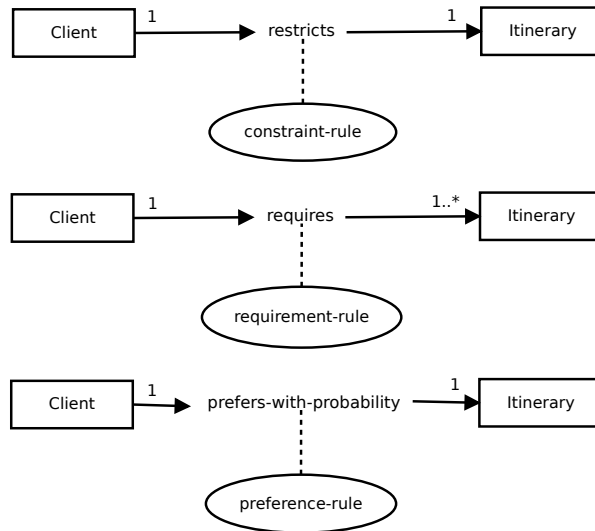 Client
1
restricts
1
Itinerary
constraint-rule
Client
1
requires
1..*
Itinerary
requirement-rule
Client
1
prefers-with-probability
1
Itinerary
preference-rule